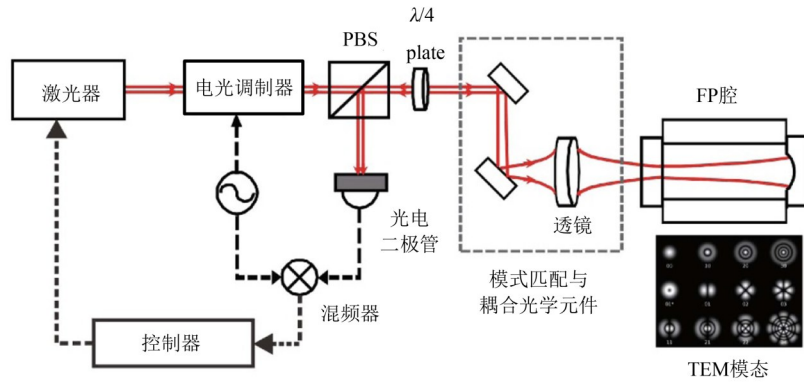 λ/4
PBS
plate
激光器
电光调制器
FP腔
光电
二极管
透镜
混频器
模式匹配与
耦合光学元件
控制器
TEM模态